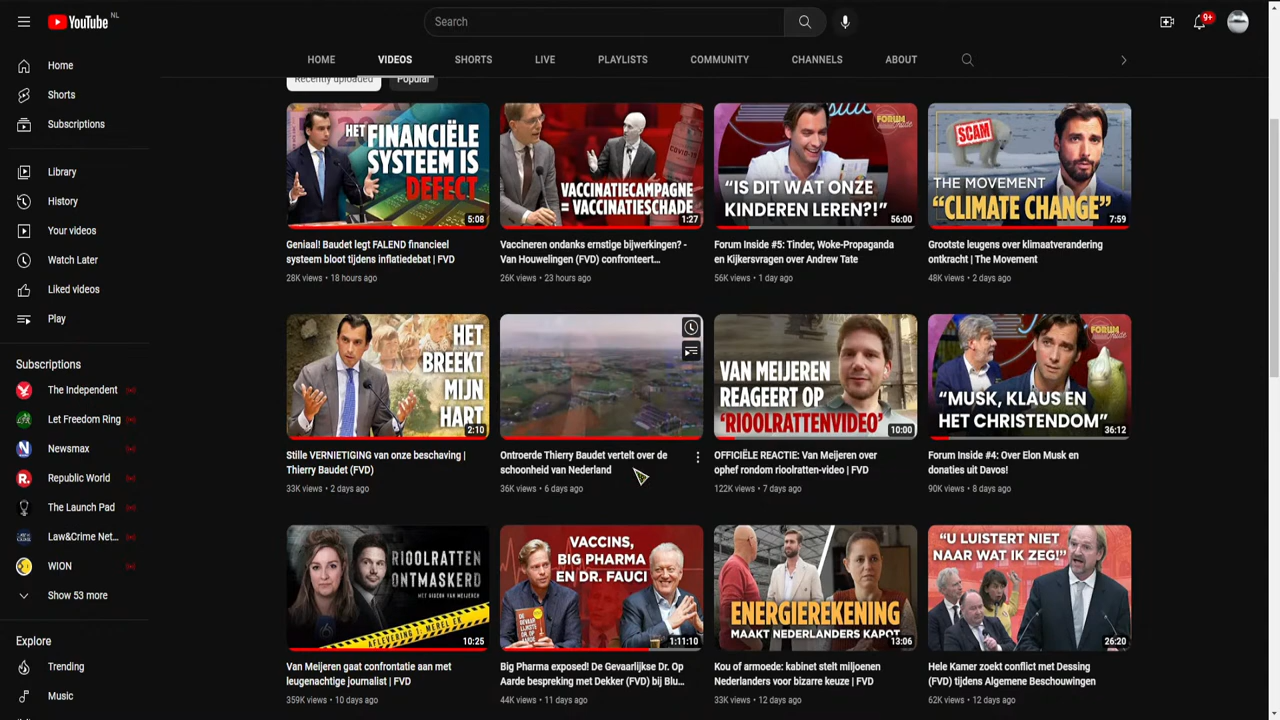 YouTube NL
Search
9+
HOME
VIDEOS
SHORTS
LIVE
PLAYLISTS
COMMUNITY
CHANNELS
ABOUT
Recently uploaded
Popular
Home
Shorts
Subscriptions
Library
History
Your videos
Watch Later
Liked videos
Play
Subscriptions
The Independent
Let Freedom Ring
Newsmax
Republic World
The Launch Pad
Law&Crime Net...
WION
Show 53 more
Explore
Trending
Music
HET FINANCIËLE
SYSTEEM IS
DEFECT
5:08
Geniaal! Baudet legt FALEND financieel
systeem bloot tijdens inflatiedebat | FVD
28K views • 18 hours ago
COVID-19
VACCINATIECAMPAGNE
= VACCINATIESCHADE
1:27
Vaccineren ondanks ernstige bijwerkingen? -
Van Houwelingen (FVD) confronteert...
26K views • 23 hours ago
FORUM
Inside
“IS DIT WAT ONZE
KINDEREN LEREN?!”
56:00
Forum Inside #5: Tinder, Woke-Propaganda
en Kijkersvragen over Andrew Tate
56K views • 1 day ago
SCAM
THE MOVEMENT
“CLIMATE CHANGE”
7:59
Grootste leugens over klimaatverandering
ontkracht | The Movement
48K views • 2 days ago
HET
BREEKT
MIJN
HART
2:10
Stille VERNIETIGING van onze beschaving |
Thierry Baudet (FVD)
33K views • 2 days ago
Ontroerde Thierry Baudet vertelt over de
schoonheid van Nederland
36K views • 6 days ago
VAN MEIJEREN
REAGEERT OP
‘RIOOLRATTENVIDEO’
10:00
OFFICIËLE REACTIE: Van Meijeren over
ophef rondom rioolratten-video | FVD
122K views • 7 days ago
FORUM
Inside
“MUSK, KLAUS EN
HET CHRISTENDOM”
36:12
Forum Inside #4: Over Elon Musk en
donaties uit Davos!
90K views • 8 days ago
RIOOLRATTEN
ONTMASKERD
MET GIDEON VAN MEIJEREN
10:25
Van Meijeren gaat confrontatie aan met
leugenachtige journalist | FVD
359K views • 10 days ago
VACCINS,
BIG PHARMA
EN DR. FAUCI
1:11:10
Big Pharma exposed! De Gevaarlijkse Dr. Op
Aarde bespreking met Dekker (FVD) bij Blu...
44K views • 11 days ago
ENERGIEREKENING
MAAKT NEDERLANDERS KAPOT
13:06
Kou of armoede: kabinet stelt miljoenen
Nederlanders voor bizarre keuze | FVD
33K views • 12 days ago
“U LUISTERT NIET
NAAR WAT IK ZEG!”
26:20
Hele Kamer zoekt conflict met Dessing
(FVD) tijdens Algemene Beschouwingen
62K views • 12 days ago